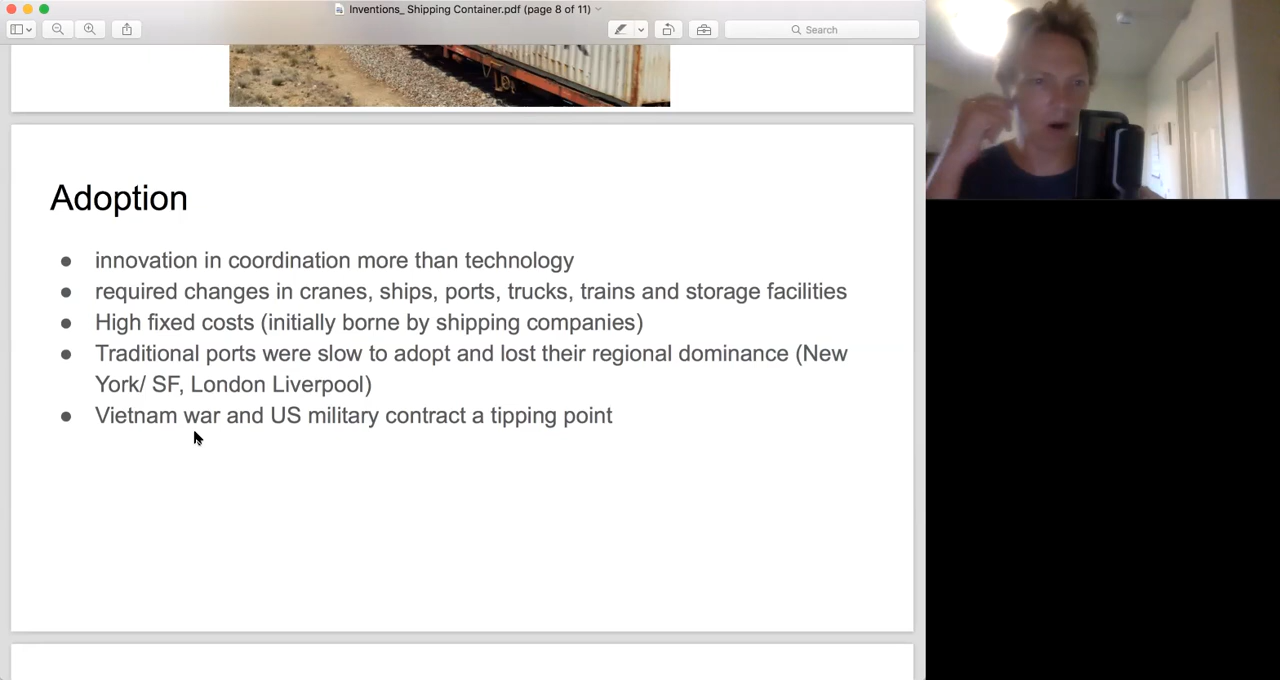 Inventions_ Shipping Container.pdf (page 8 of 11)
Search
Adoption
● innovation in coordination more than technology
● required changes in cranes, ships, ports, trucks, trains and storage facilities
● High fixed costs (initially borne by shipping companies)
● Traditional ports were slow to adopt and lost their regional dominance (New
York/ SF, London Liverpool)
● Vietnam war and US military contract a tipping point